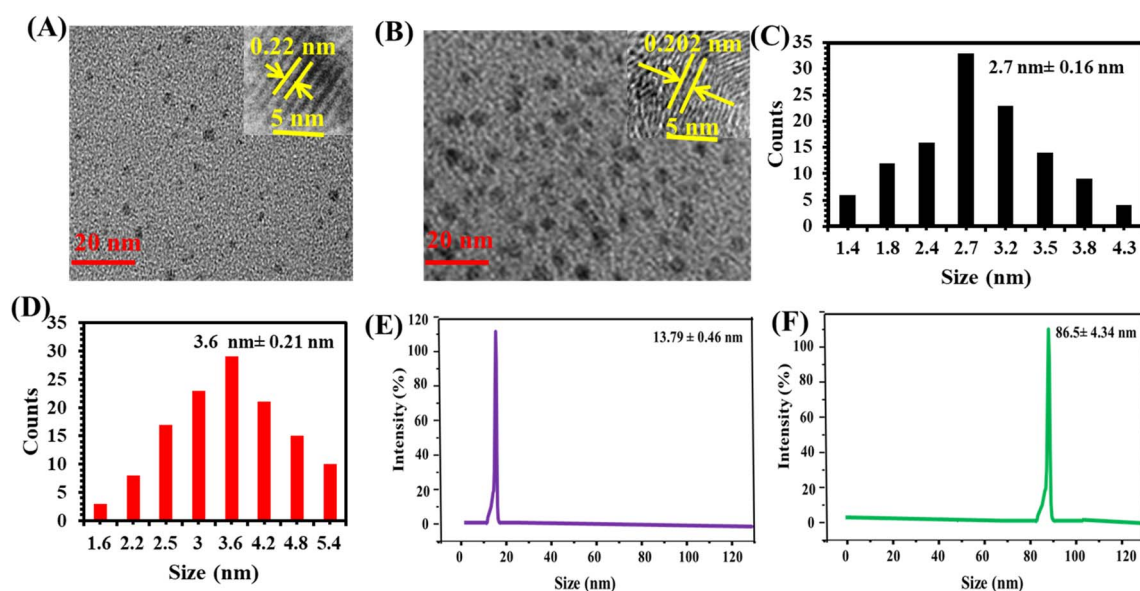 (A)
0.22 nm
5 nm
20 nm
(B)
0.202 nm
5 nm
20 nm
(C)
2.7 nm± 0.16 nm
Counts
35
30
25
20
15
10
5
0
1.4 1.8 2.4 2.7 3.2 3.5 3.8 4.3
Size (nm)
(D)
3.6 nm± 0.21 nm
Counts
35
30
25
20
15
10
5
0
1.6 2.2 2.5 3 3.6 4.2 4.8 5.4
Size (nm)
(E)
13.79 ± 0.46 nm
Intensity (%)
120
100
80
60
40
20
0
0 20 40 60 80 100 120
Size (nm)
(F)
86.5± 4.34 nm
Intensity (%)
120
100
80
60
40
20
0
0 20 40 60 80 100 120
Size (nm)